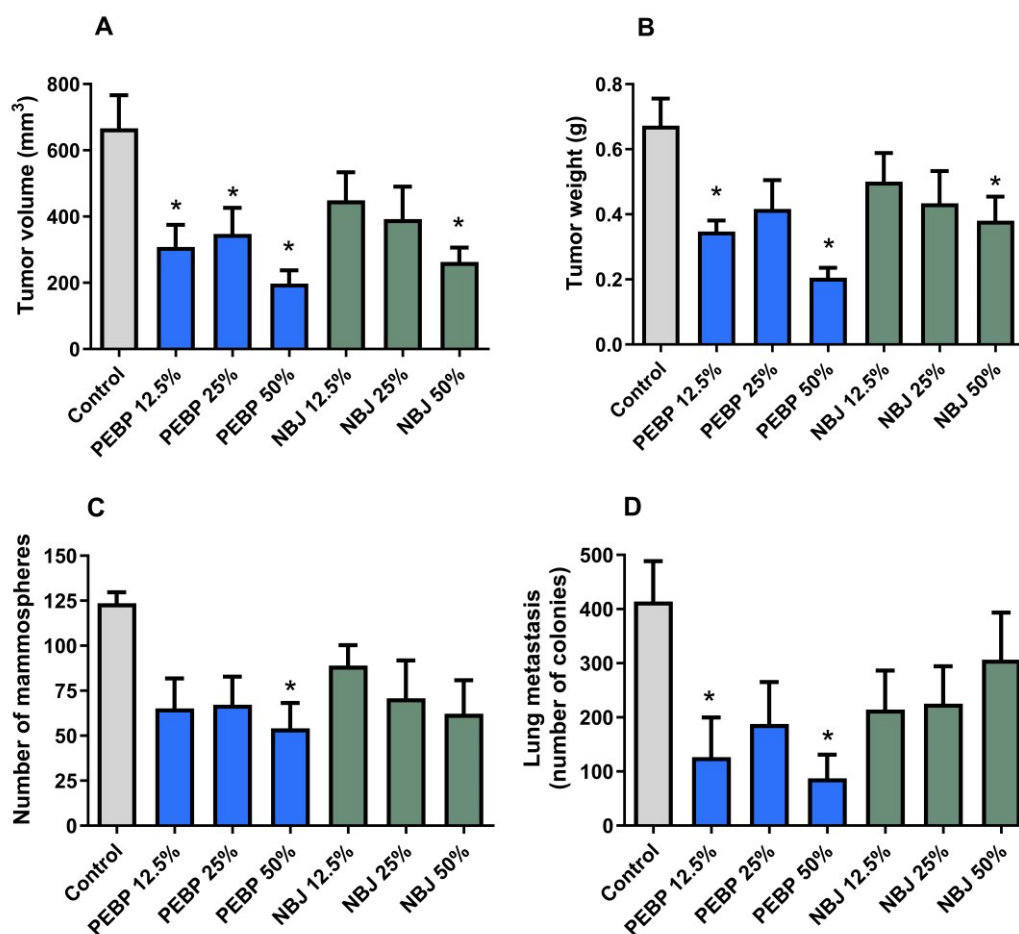 A
Tumor volume (mm³)
800
600
400
200
0
*
*
*
*
Control
PEBP 12.5%
PEBP 25%
PEBP 50%
NBJ 12.5%
NBJ 25%
NBJ 50%
B
Tumor weight (g)
0.8
0.6
0.4
0.2
0.0
*
*
*
Control
PEBP 12.5%
PEBP 25%
PEBP 50%
NBJ 12.5%
NBJ 25%
NBJ 50%
C
Number of mammospheres
150
125
100
75
50
25
0
*
Control
PEBP 12.5%
PEBP 25%
PEBP 50%
NBJ 12.5%
NBJ 25%
NBJ 50%
D
Lung metastasis
(number of colonies)
500
400
300
200
100
0
*
*
Control
PEBP 12.5%
PEBP 25%
PEBP 50%
NBJ 12.5%
NBJ 25%
NBJ 50%